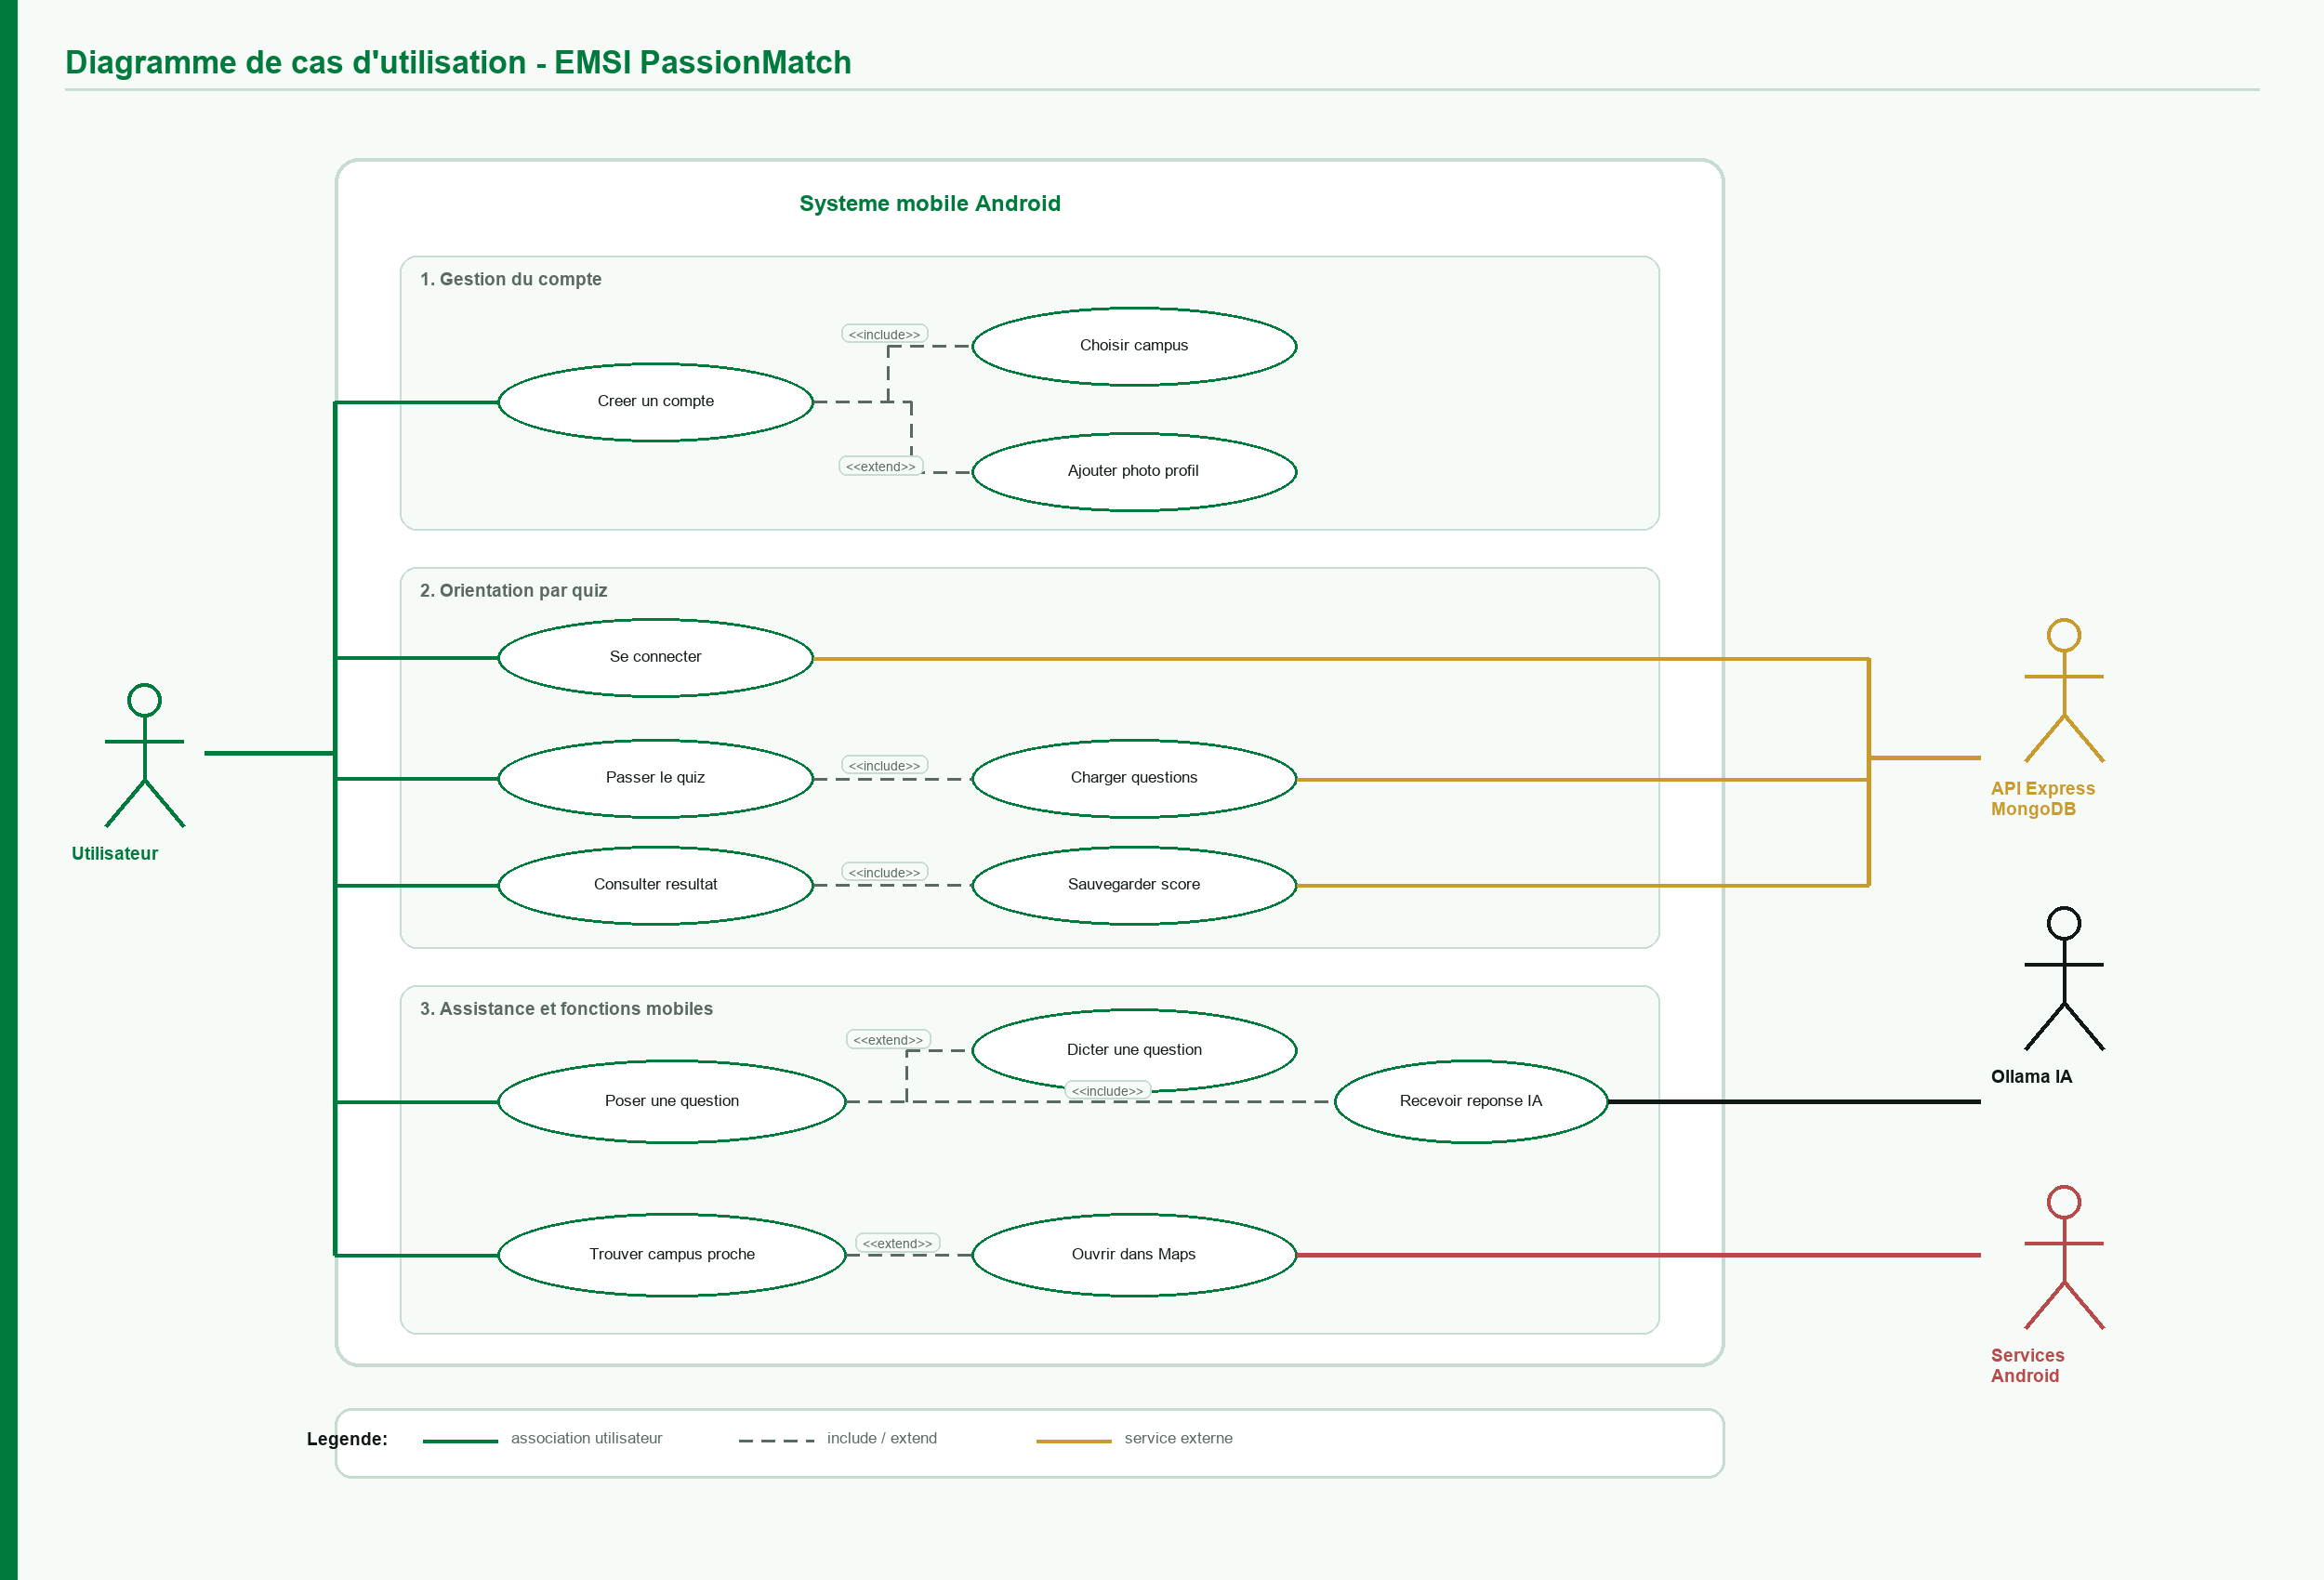 Diagramme de cas d'utilisation - EMSI PassionMatch
Systeme mobile Android
1. Gestion du compte
<<include>>
Choisir campus
Creer un compte
<<extend>>
Ajouter photo profil
2. Orientation par quiz
Se connecter
Passer le quiz
<<include>>
Charger questions
Consulter resultat
<<include>>
Sauvegarder score
3. Assistance et fonctions mobiles
<<extend>>
Dicter une question
Poser une question
<<include>>
Recevoir reponse IA
Trouver campus proche
<<extend>>
Ouvrir dans Maps
Utilisateur
API Express
MongoDB
Ollama IA
Services
Android
Legende:
association utilisateur
include / extend
service externe